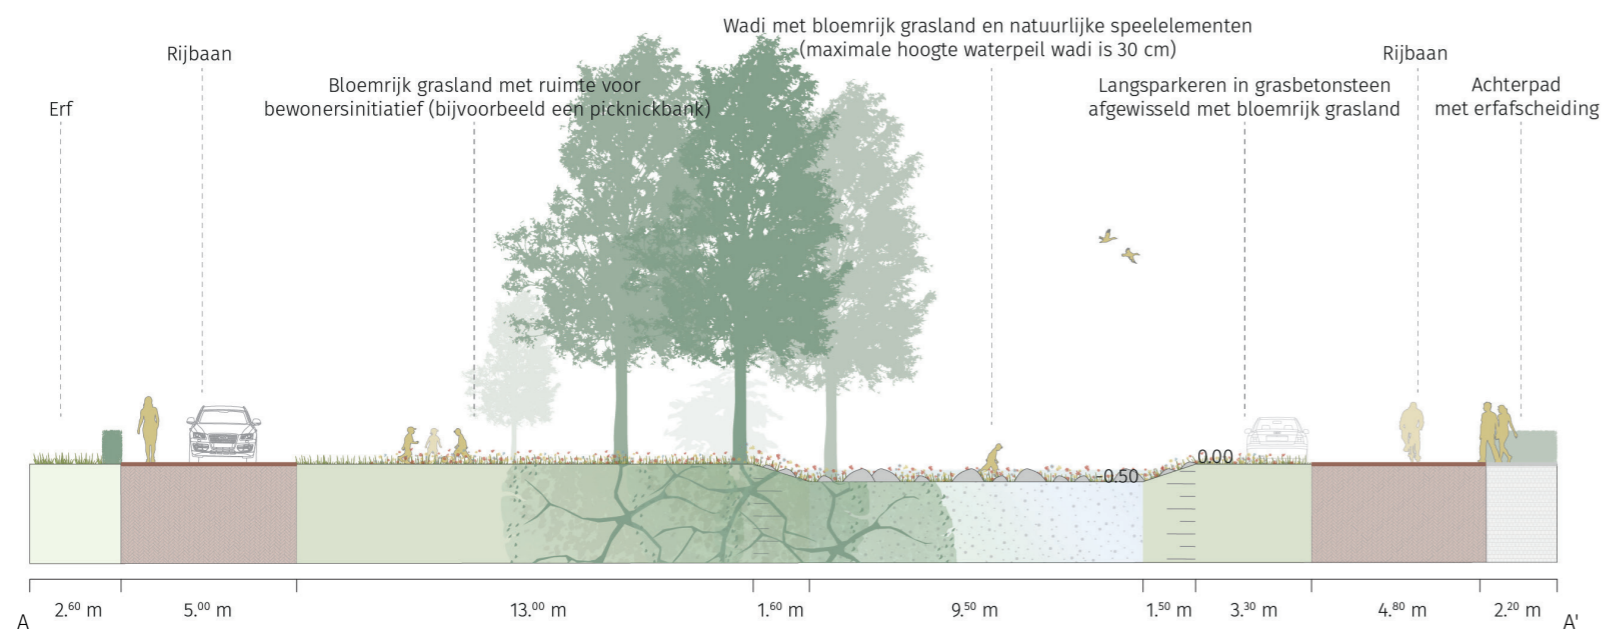 Wadi met bloemrijk grasland en natuurlijke speelelementen
(maximale hoogte waterpeil wadi is 30 cm)
Rijbaan
Rijbaan
Bloemrijk grasland met ruimte voor
bewonersinitiatief (bijvoorbeeld een picknickbank)
Langsparkeren in grasbetonsteen
afgewisseld met bloemrijk grasland
Achterpad
met erfafscheiding
Erf
0.00
-0.50
A
2.⁶⁰ m
5.⁰⁰ m
13.⁰⁰ m
1.⁶⁰ m
9.⁵⁰ m
1.⁵⁰ m
3.³⁰ m
4.⁸⁰ m
2.²⁰ m
A'